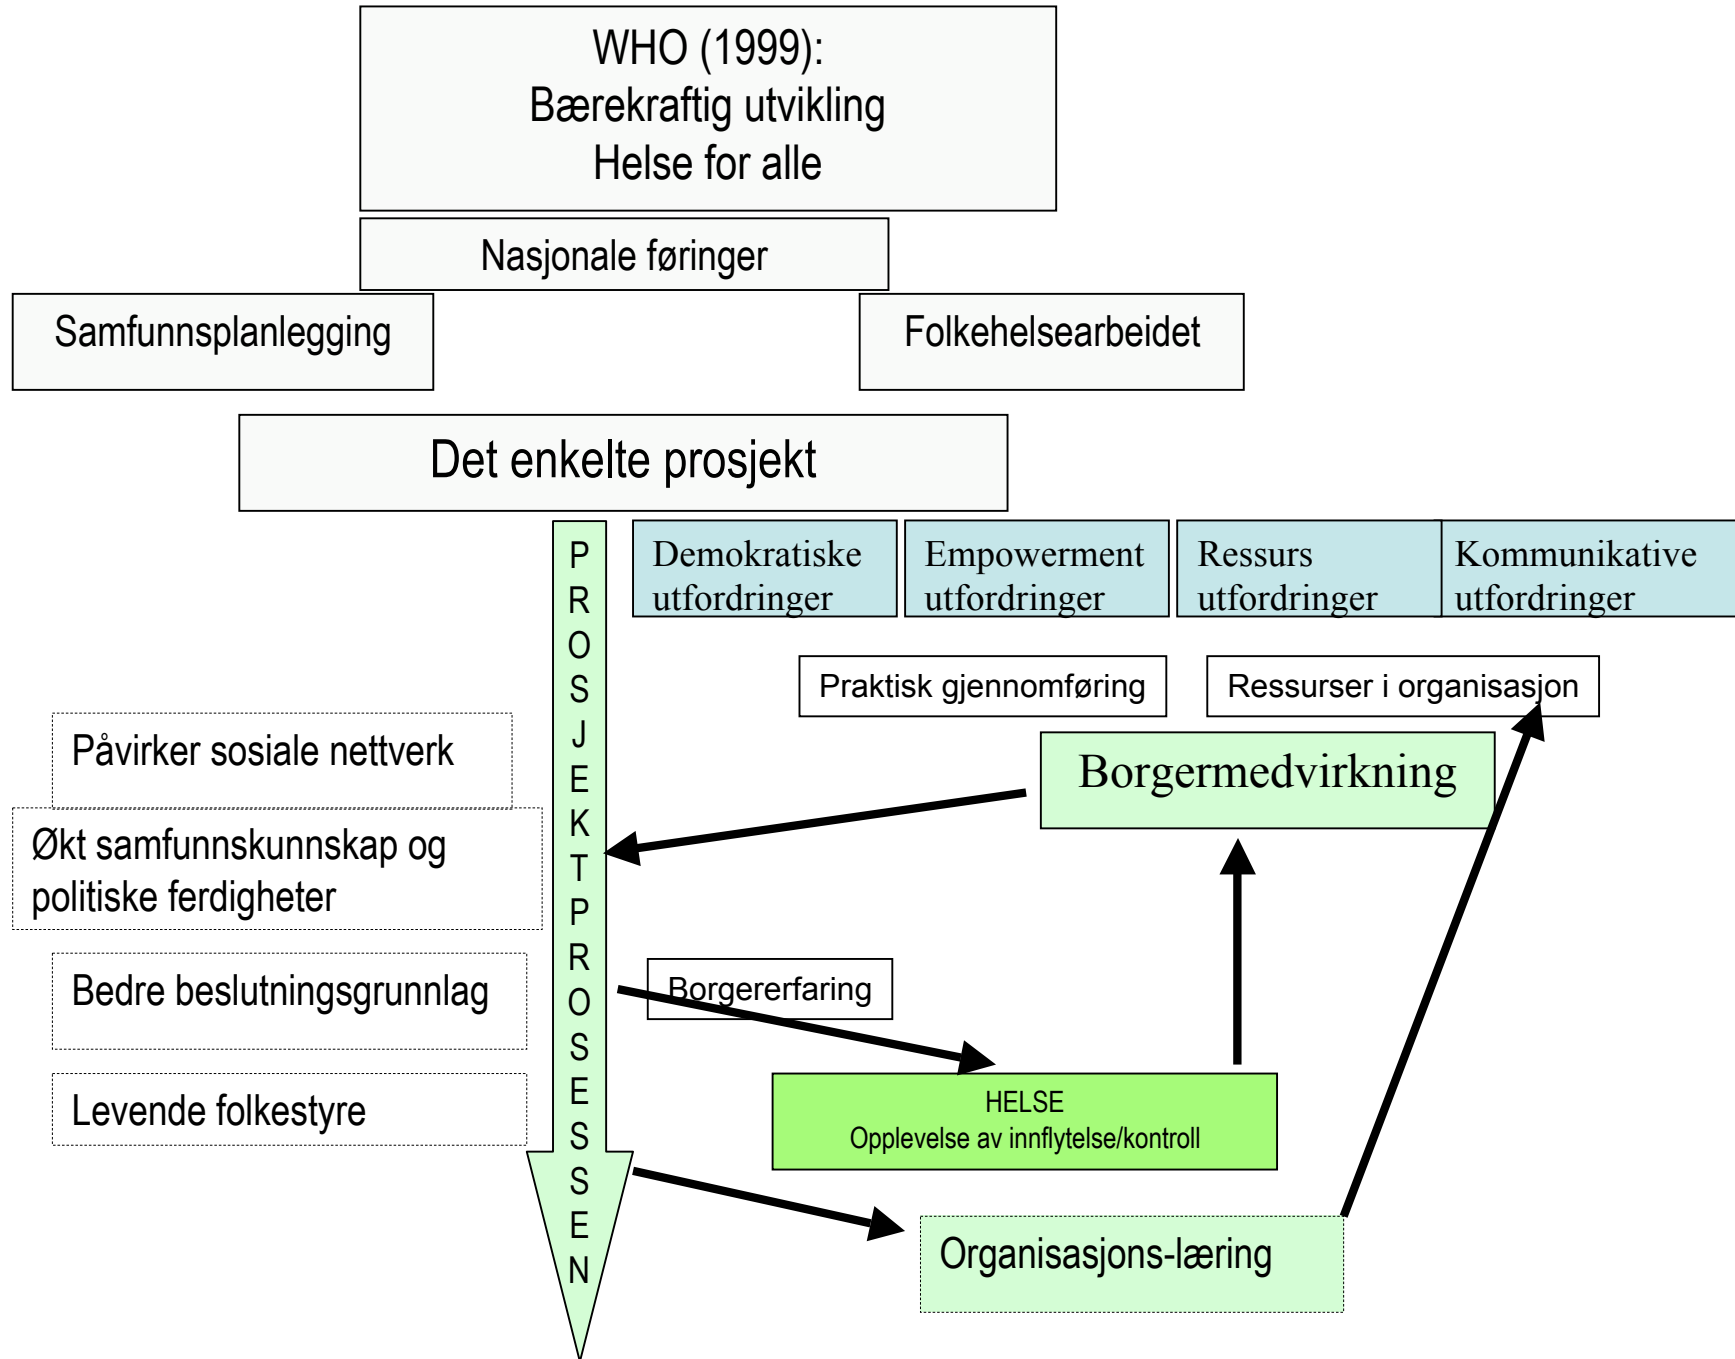 WHO (1999):
Bærekraftig utvikling
Helse for alle
Nasjonale føringer
Samfunnsplanlegging
Folkehelsearbeidet
Det enkelte prosjekt
PROSJEKTPROSESSEN
Demokratiske
utfordringer
Empowerment
utfordringer
Ressurs
utfordringer
Kommunikative
utfordringer
Praktisk gjennomføring
Ressurser i organisasjon
Påvirker sosiale nettverk
Borgermedvirkning
Økt samfunnskunnskap og
politiske ferdigheter
Bedre beslutningsgrunnlag
Borgererfaring
Levende folkestyre
HELSE
Opplevelse av innflytelse/kontroll
Organisasjons-læring